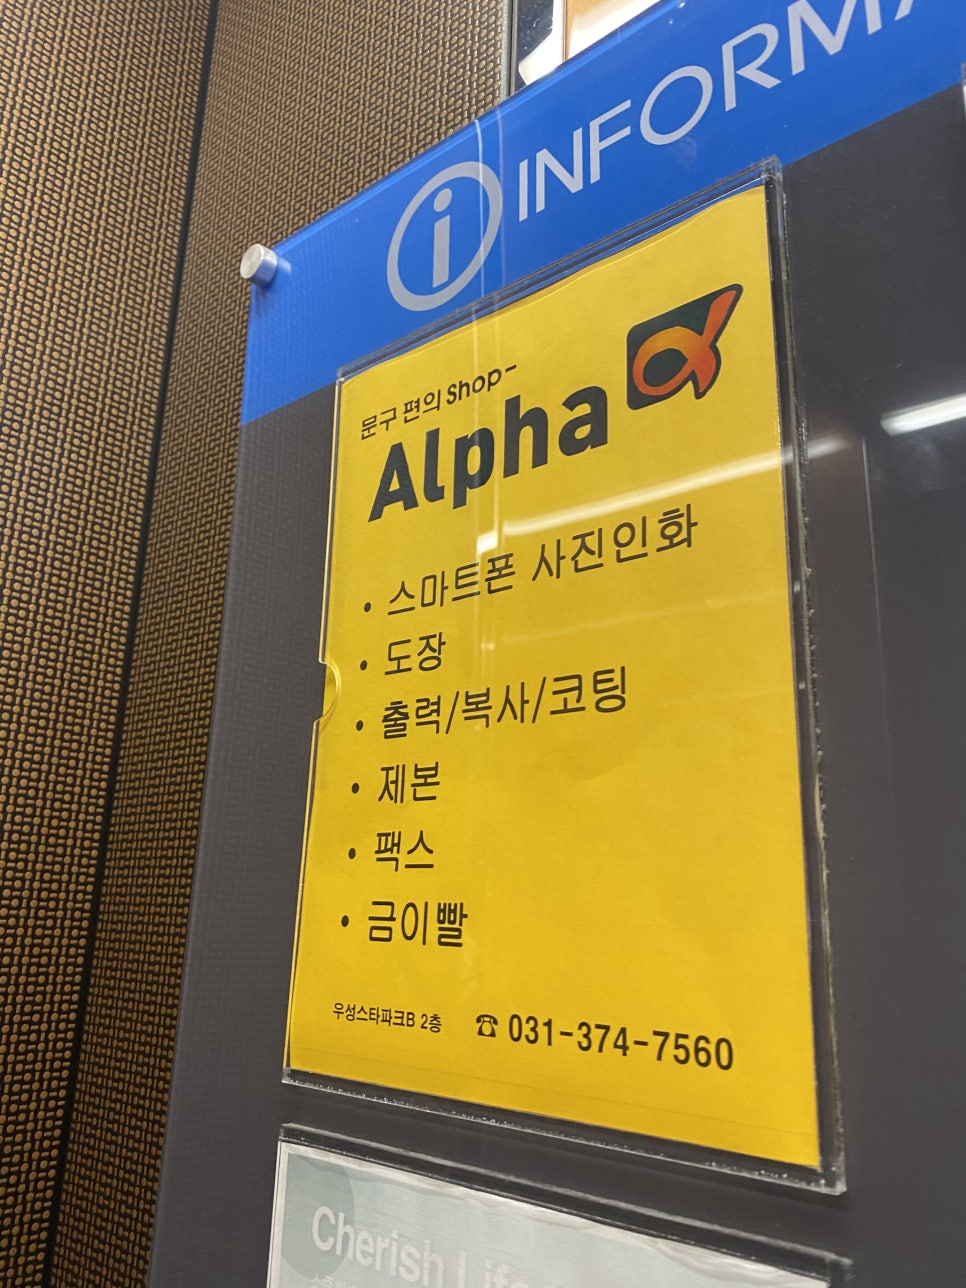 INFORMA
문구 편의 Shop-
Alpha
• 스마트폰 사진인화
• 도장
• 출력/복사/코팅
• 제본
• 팩스
• 금이빨
우성스타파크B 2층 ☎ 031-374-7560
Cherish Life